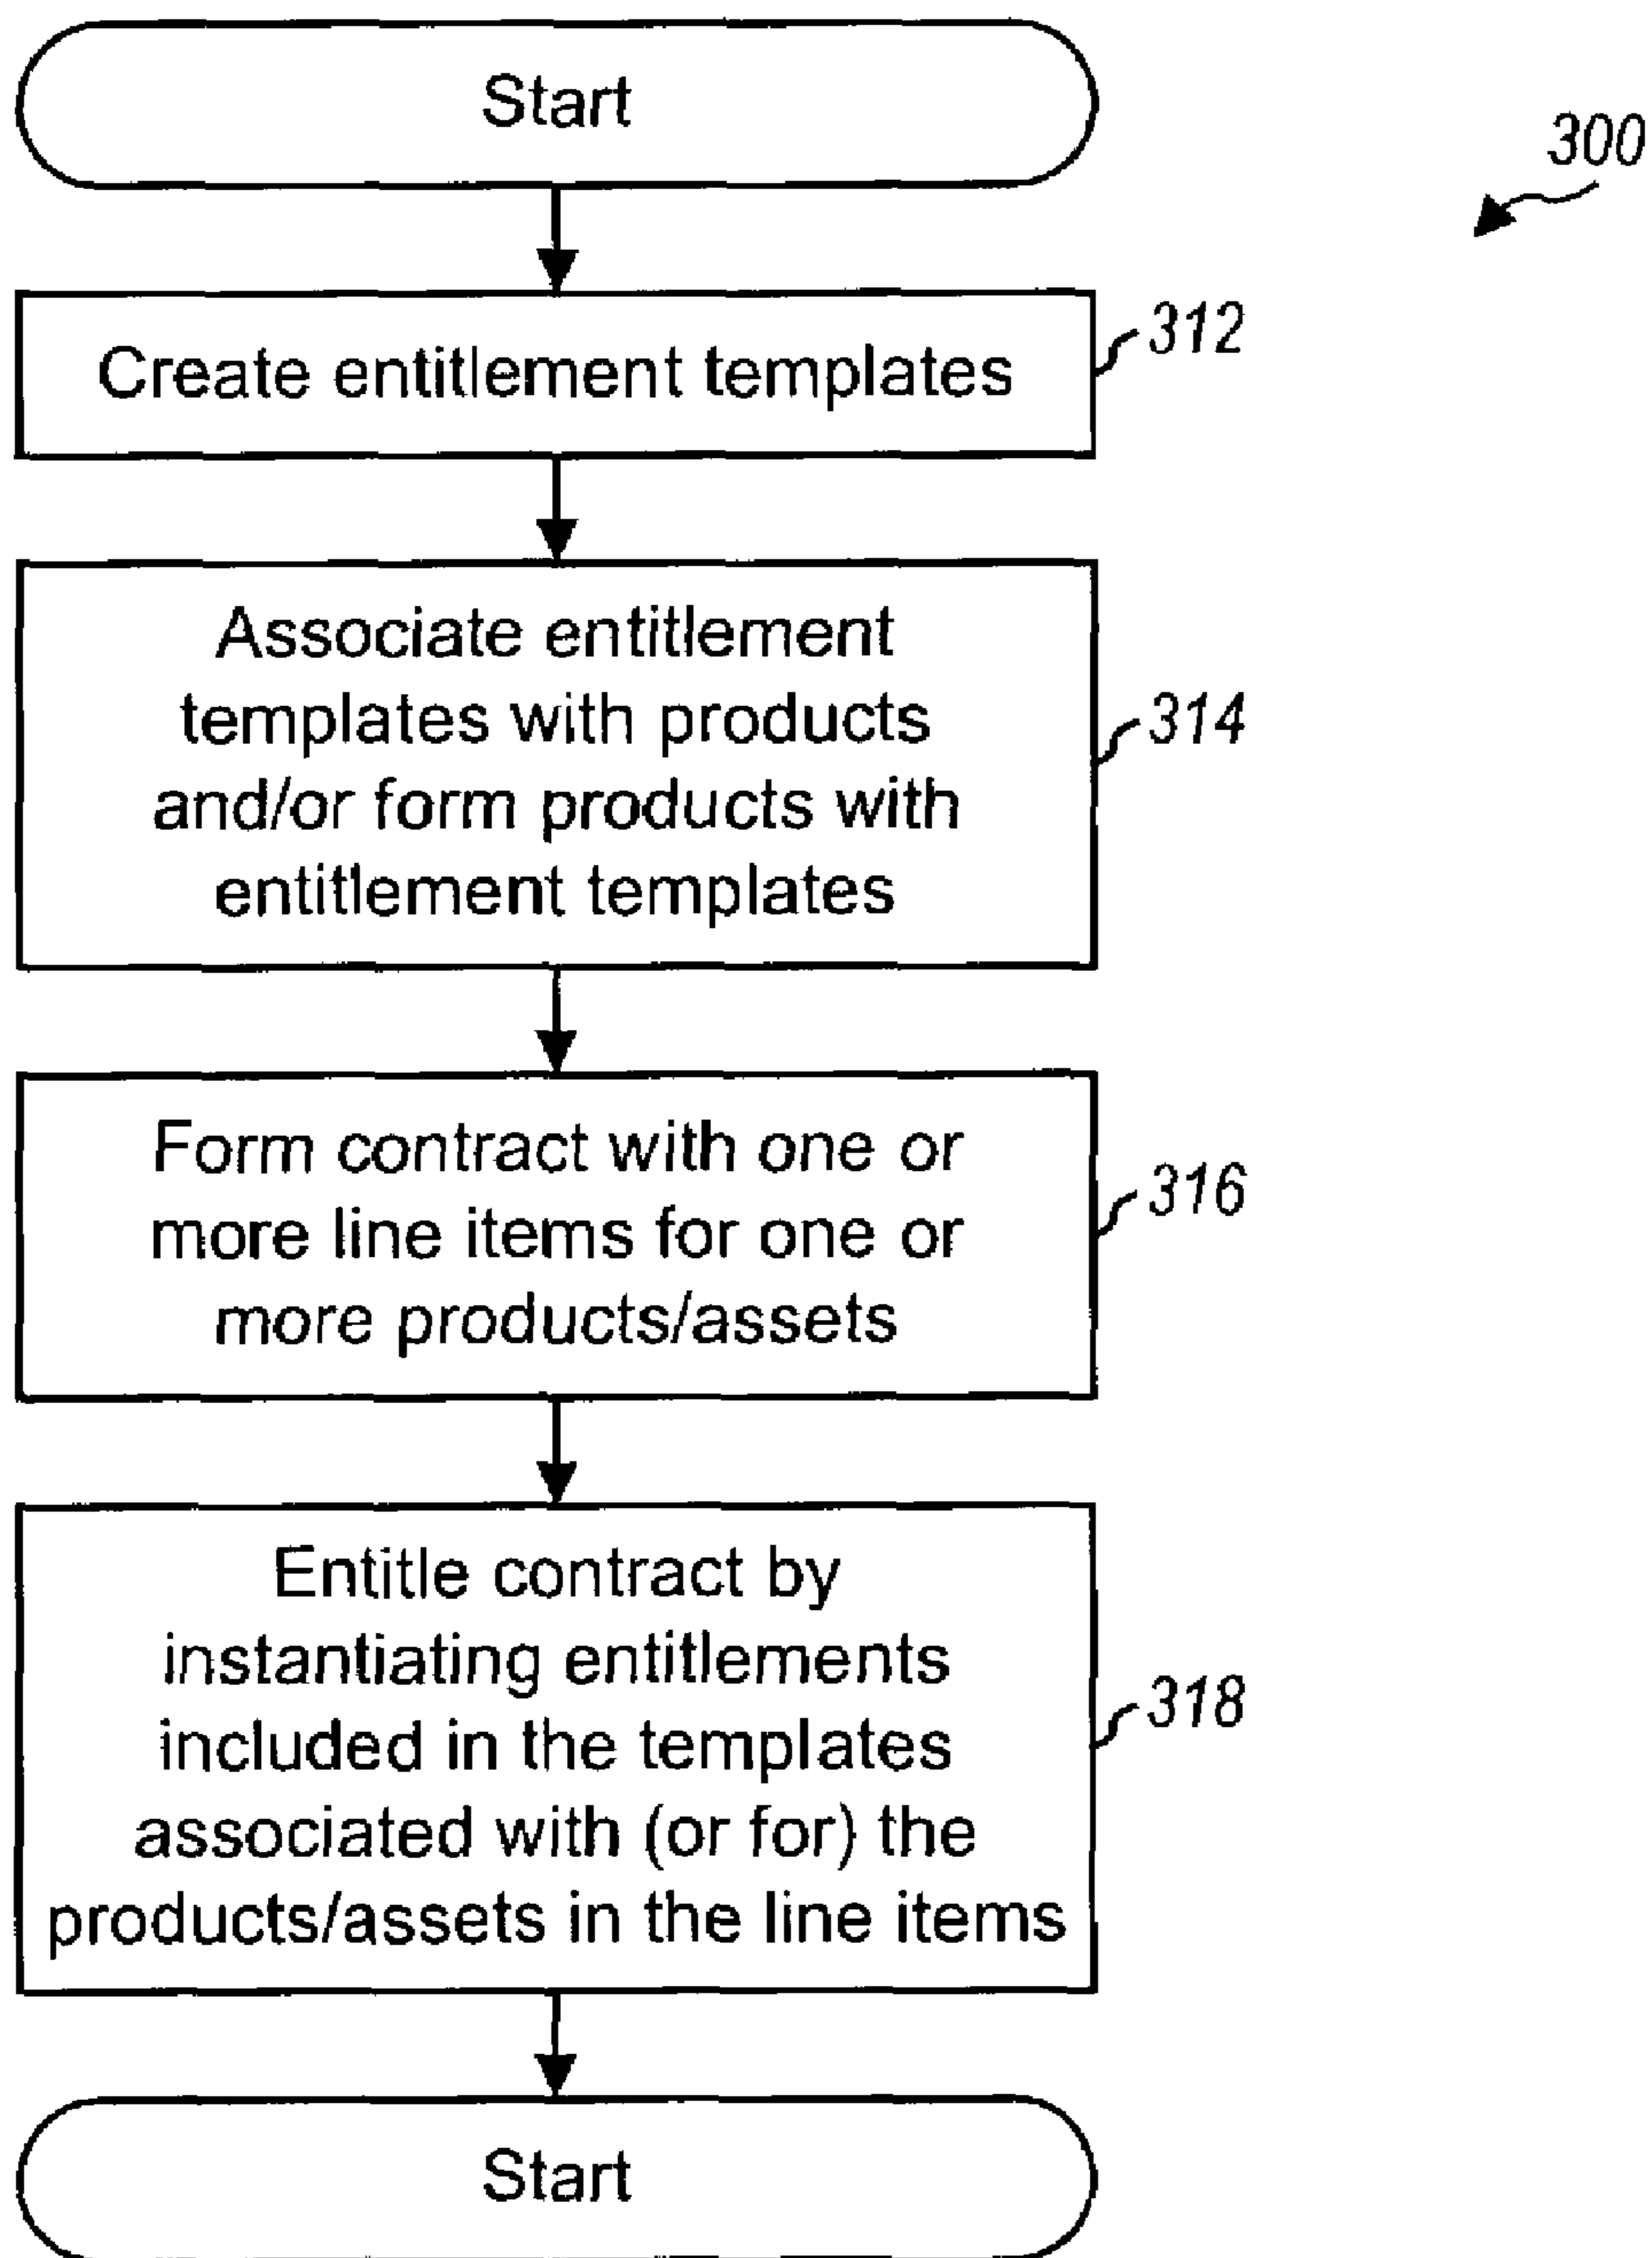 Start
300
Create entitlement templates
312
Associate entitlement
templates with products
and/or form products with
entitlement templates
314
Form contract with one or
more line items for one or
more products/assets
316
Entitle contract by
instantiating entitlements
included in the templates
associated with (or for) the
products/assets in the line items
318
Start